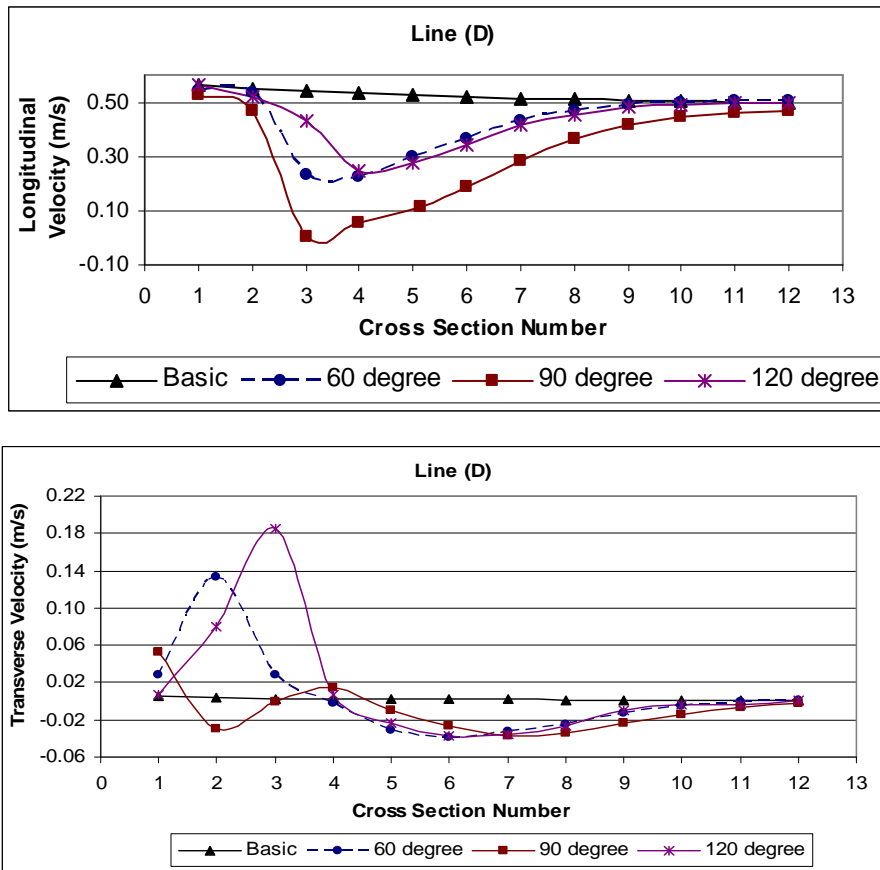 Line (D)
Longitudinal
Velocity (m/s)
0.50
0.30
0.10
-0.10
0 1 2 3 4 5 6 7 8 9 10 11 12 13
Cross Section Number
Basic 60 degree 90 degree 120 degree
Line (D)
Transverse Velocity (m/s)
0.22
0.18
0.14
0.10
0.06
0.02
-0.02
-0.06
0 1 2 3 4 5 6 7 8 9 10 11 12 13
Cross Section Number
Basic 60 degree 90 degree 120 degree